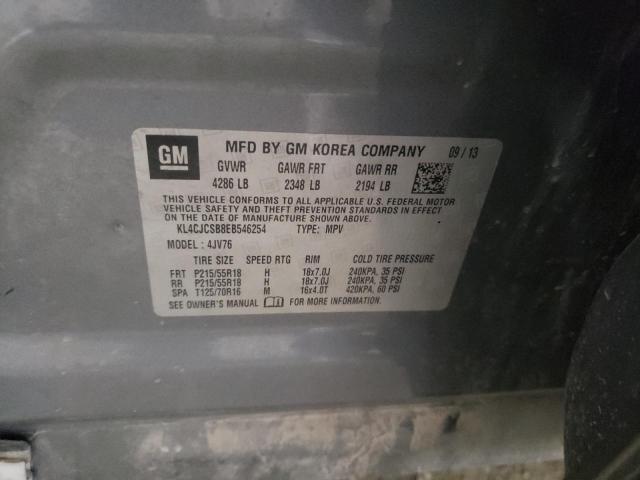 GM
MFD BY GM KOREA COMPANY 09 / 13
GVWR GAWR FRT GAWR RR
4286 LB 2348 LB 2194 LB
THIS VEHICLE CONFORMS TO ALL APPLICABLE U.S. FEDERAL MOTOR
VEHICLE SAFETY AND THEFT PREVENTION STANDARDS IN EFFECT
ON THE DATE OF MANUFACTURE SHOWN ABOVE.
KL4CJCSB8EB546254 TYPE: MPV
MODEL : 4JV76
TIRE SIZE SPEED RTG RIM COLD TIRE PRESSURE
FRT P215/55R18 H 18x7.0J 240KPA, 35 PSI
RR P215/55R18 H 18x7.0J 240KPA, 35 PSI
SPA T125/70R16 M 16x4.0T 420KPA, 60 PSI
SEE OWNER'S MANUAL FOR MORE INFORMATION.